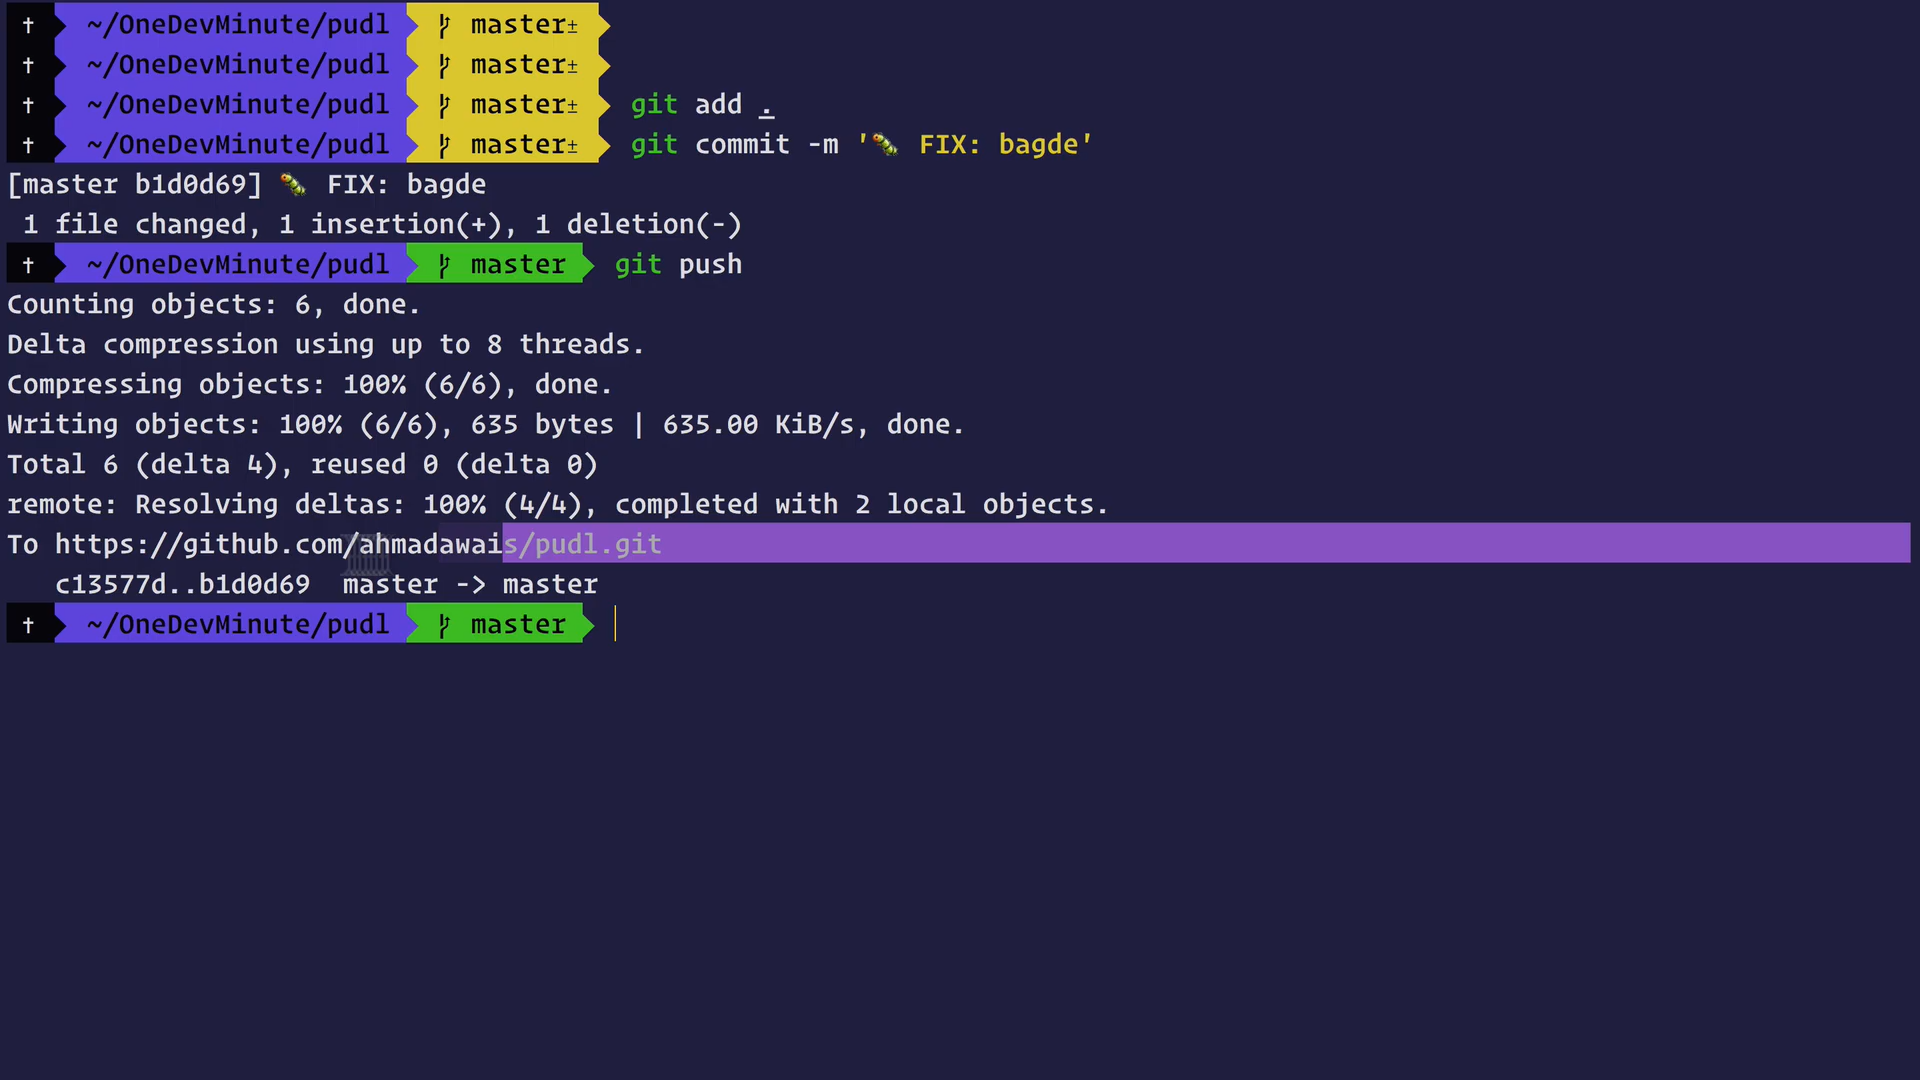 † ~/OneDevMinute/pudl master±
† ~/OneDevMinute/pudl master±
† ~/OneDevMinute/pudl master± git add .
† ~/OneDevMinute/pudl master± git commit -m '🐛 FIX: bagde'
[master b1d0d69] 🐛 FIX: bagde
1 file changed, 1 insertion(+), 1 deletion(-)
† ~/OneDevMinute/pudl master git push
Counting objects: 6, done.
Delta compression using up to 8 threads.
Compressing objects: 100% (6/6), done.
Writing objects: 100% (6/6), 635 bytes | 635.00 KiB/s, done.
Total 6 (delta 4), reused 0 (delta 0)
remote: Resolving deltas: 100% (4/4), completed with 2 local objects.
To https://github.com/ahmadawais/pudl.git
c13577d..b1d0d69 master -> master
† ~/OneDevMinute/pudl master